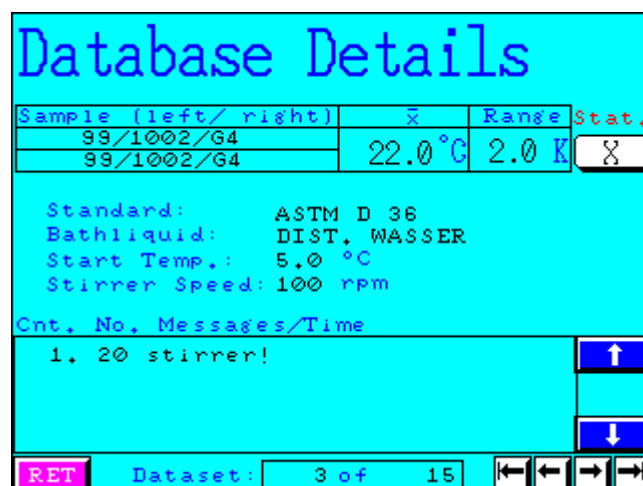 Database Details
Sample (left/ right) x̄ Range Stat.
99/1002/G4
99/1002/G4
22.0°C 2.0 K X
Standard: ASTM D 36
Bathliquid: DIST. WASSER
Start Temp.: 5.0 °C
Stirrer Speed: 100 rpm
Cnt. No. Messages/Time
1. 20 stirrer!
RET Dataset: 3 of 15